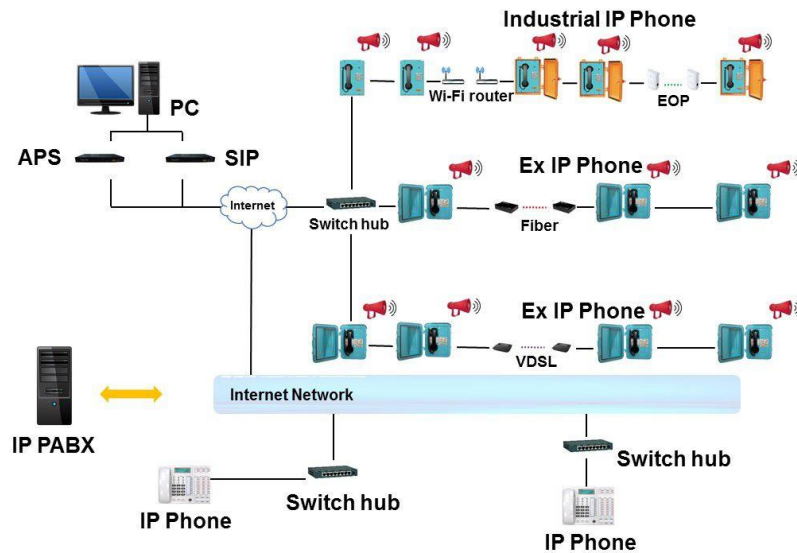 Industrial IP Phone
PC
Wi-Fi router
EOP
APS
SIP
Ex IP Phone
Internet
Switch hub
Fiber
Ex IP Phone
VDSL
Internet Network
IP PABX
Switch hub
IP Phone
Switch hub
IP Phone